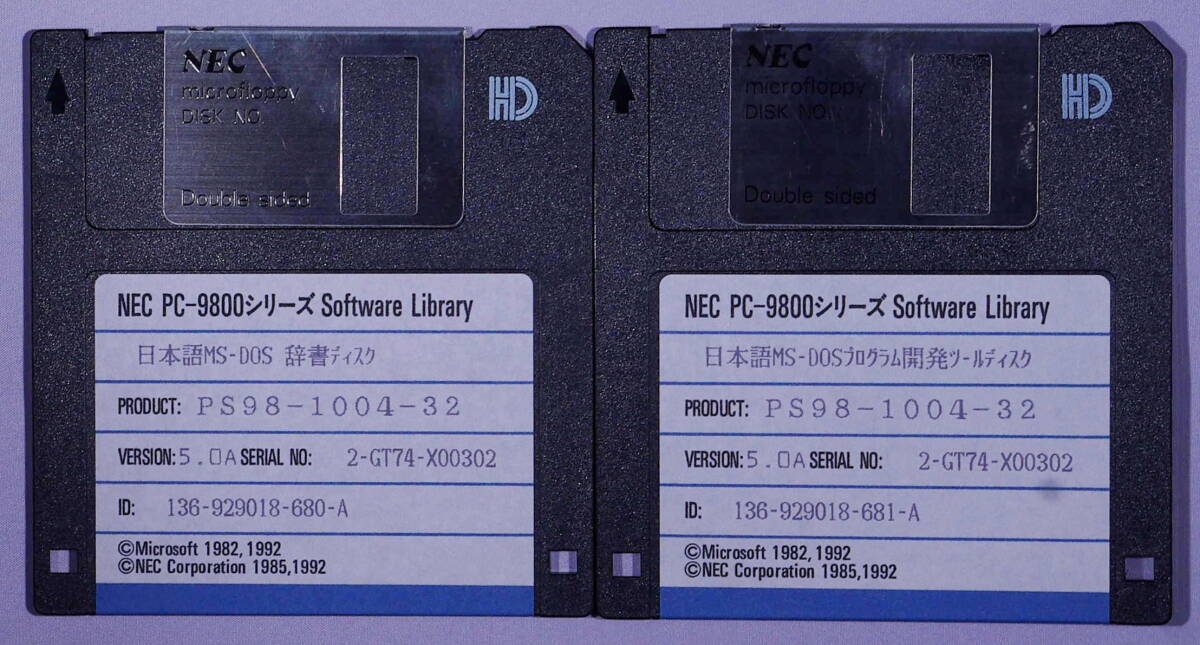 NEC
microfloppy
DISK NO.
Double sided
HD
NEC PC-9800シリーズ Software Library
日本語MS-DOS 辞書ディスク
PRODUCT: PS98-1004-32
VERSION: 5.0A SERIAL NO: 2-GT74-X00302
ID: 136-929018-680-A
©Microsoft 1982, 1992
©NEC Corporation 1985,1992
NEC
microfloppy
DISK NO.
Double sided
HD
NEC PC-9800シリーズ Software Library
日本語MS-DOSプログラム開発ツールディスク
PRODUCT: PS98-1004-32
VERSION: 5.0A SERIAL NO: 2-GT74-X00302
ID: 136-929018-681-A
©Microsoft 1982, 1992
©NEC Corporation 1985,1992